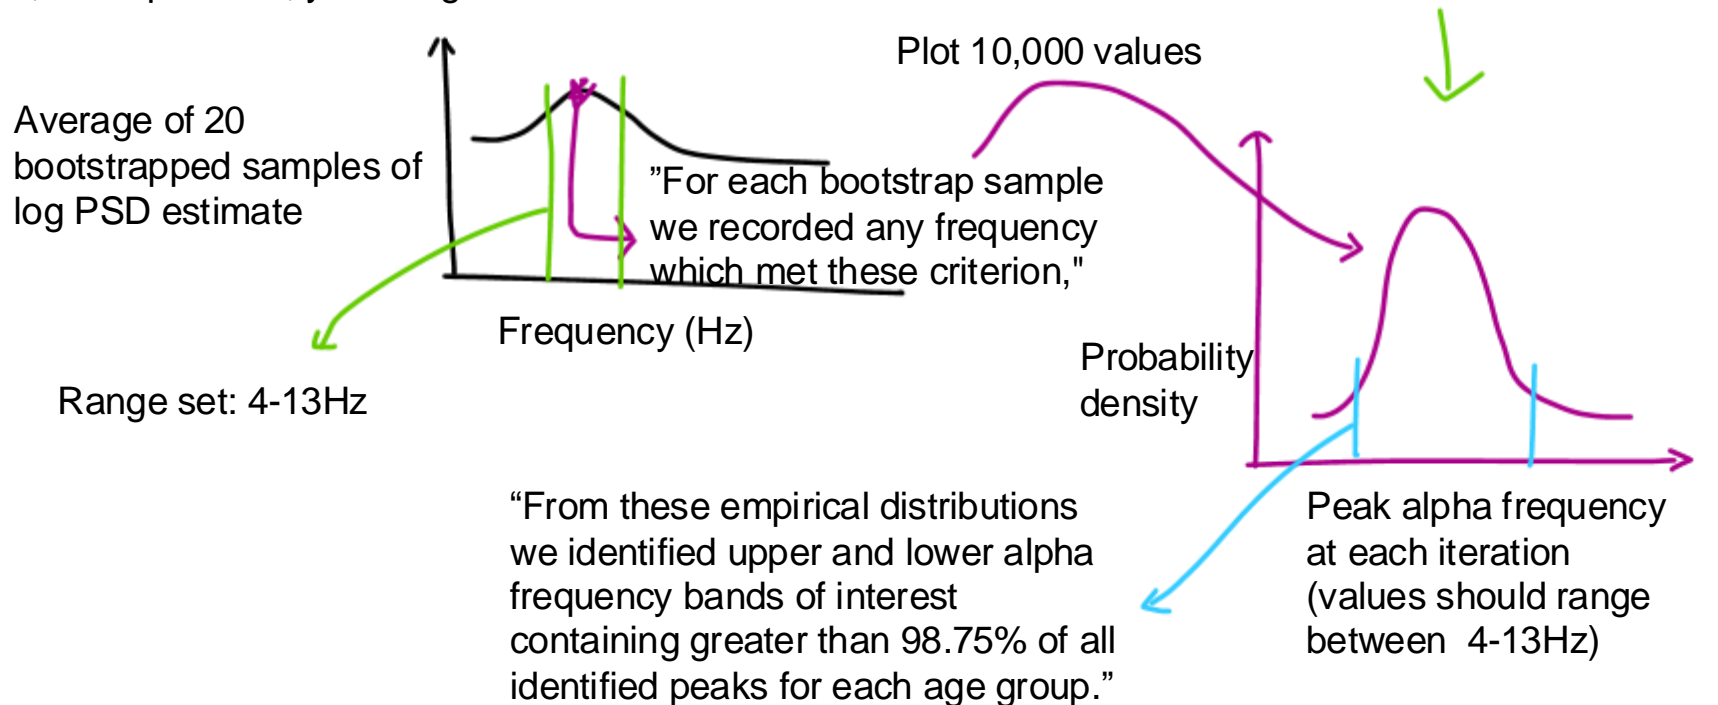 Plot 10,000 values
Average of 20
bootstrapped samples of
log PSD estimate
”For each bootstrap sample
we recorded any frequency
which met these criterion,"
Frequency (Hz)
Range set: 4-13Hz
Probability
density
“From these empirical distributions
we identified upper and lower alpha
frequency bands of interest
containing greater than 98.75% of all
identified peaks for each age group.”
Peak alpha frequency
at each iteration
(values should range
between 4-13Hz)